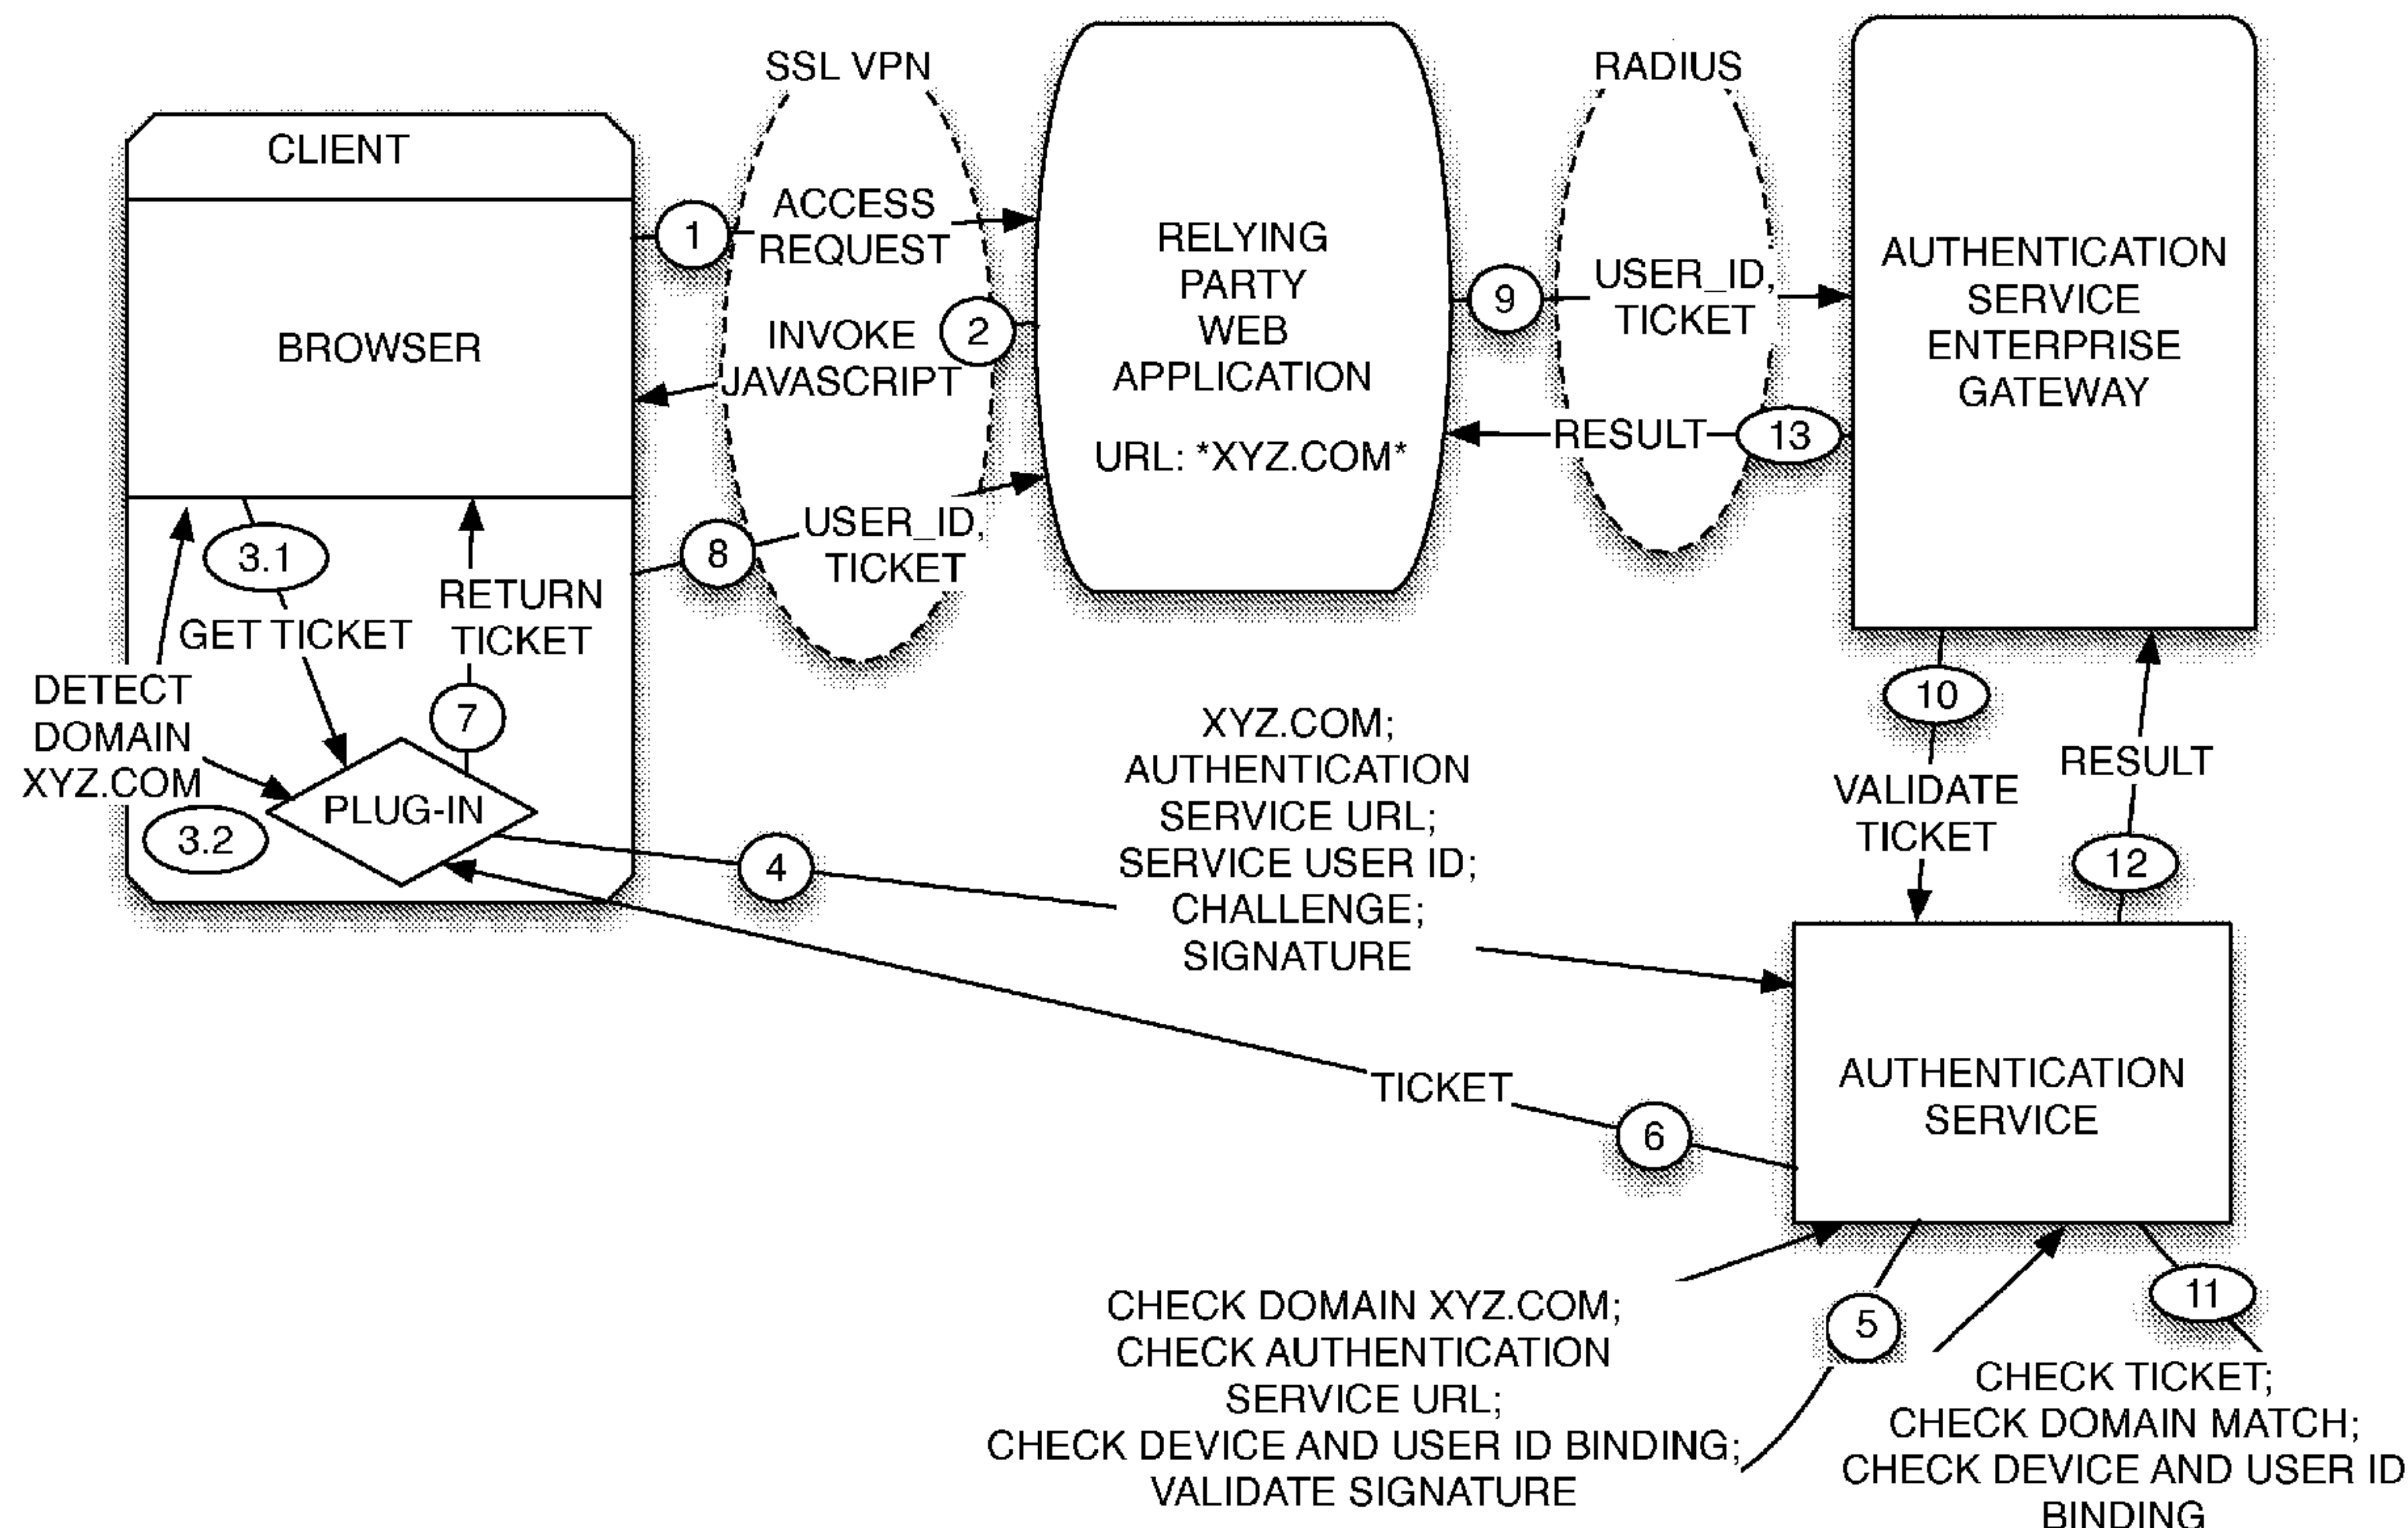 SSL VPN
RADIUS
CLIENT
BROWSER
1
ACCESS
REQUEST
2
INVOKE
JAVASCRIPT
RELYING
PARTY
WEB
APPLICATION
URL: *XYZ.COM*
9
USER_ID,
TICKET
RESULT
13
AUTHENTICATION
SERVICE
ENTERPRISE
GATEWAY
8
USER_ID,
TICKET
3.1
GET TICKET
RETURN
TICKET
7
DETECT
DOMAIN
XYZ.COM
3.2
PLUG-IN
4
XYZ.COM;
AUTHENTICATION
SERVICE URL;
SERVICE USER ID;
CHALLENGE;
SIGNATURE
10
VALIDATE
TICKET
RESULT
12
TICKET
6
AUTHENTICATION
SERVICE
5
CHECK DOMAIN XYZ.COM;
CHECK AUTHENTICATION
SERVICE URL;
CHECK DEVICE AND USER ID BINDING;
VALIDATE SIGNATURE
11
CHECK TICKET;
CHECK DOMAIN MATCH;
CHECK DEVICE AND USER ID
BINDING